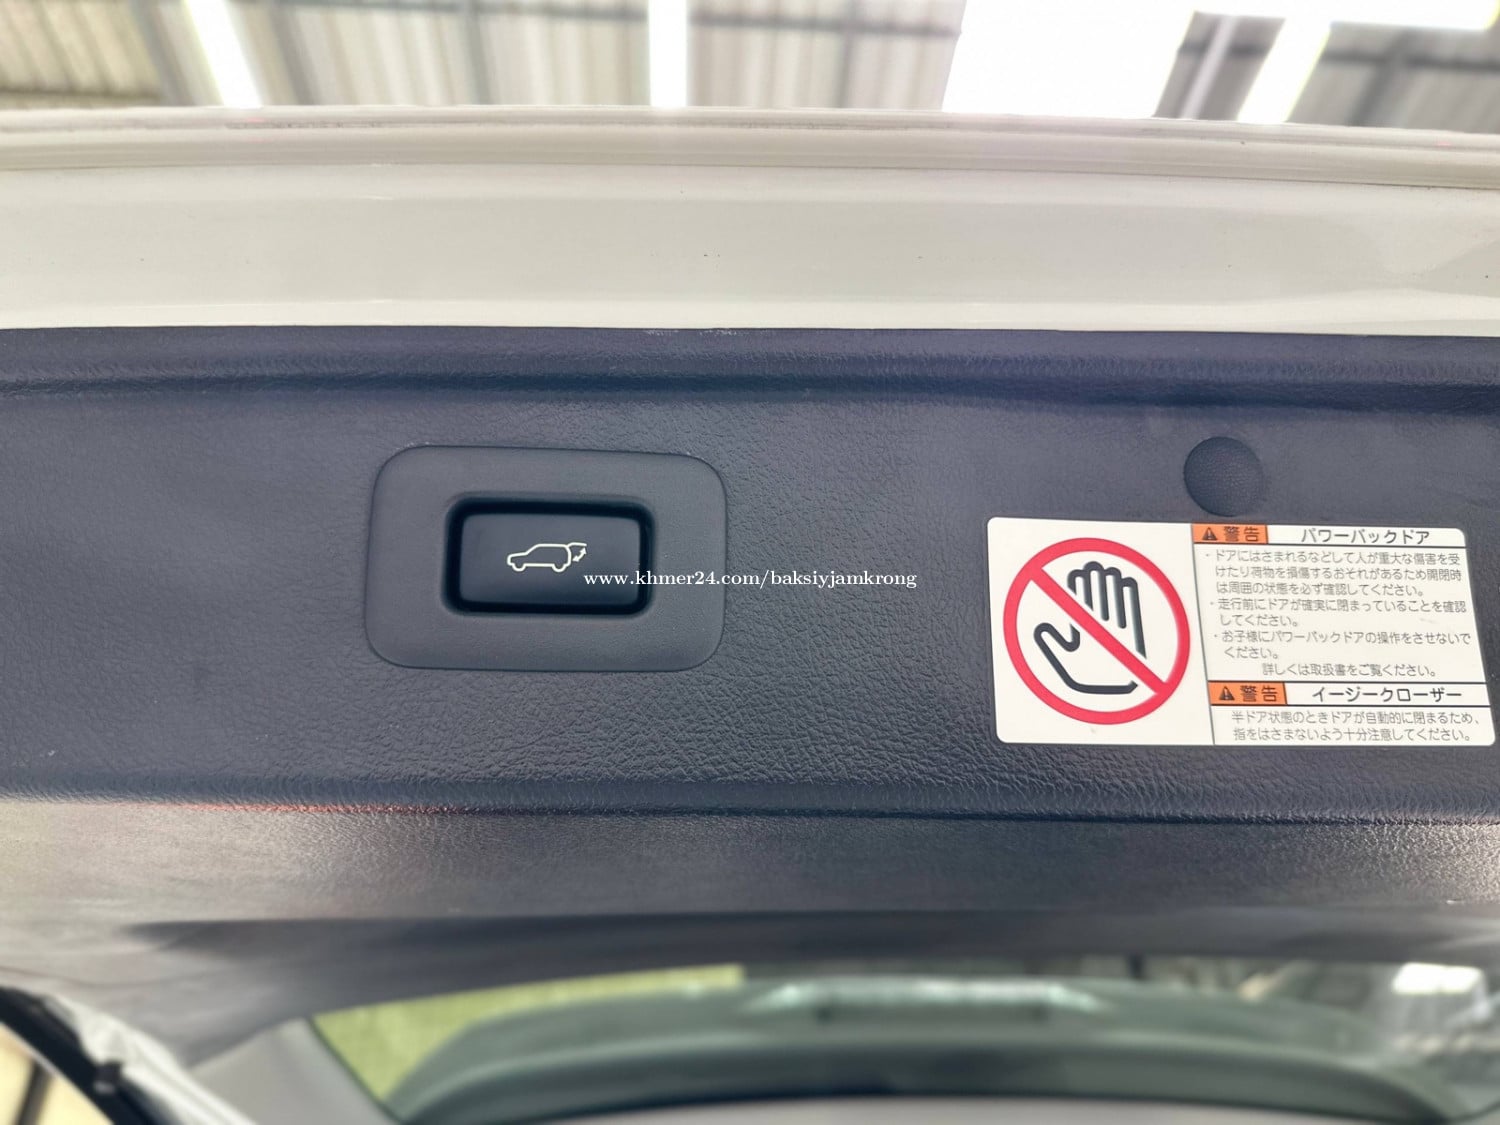 www.khmer24.com/baksiyjamkrong
警告 パワーバックドア
・ドアにはさまれるなどして人が重大な傷害を受
けたり荷物を損傷するおそれがあるため開閉時
は周囲の状態を必ず確認してください。
・走行前にドアが確実に閉まっていることを確認
してください。
・お子様にパワーバックドアの操作をさせないで
ください。
詳しくは取扱書をご覧ください。
警告 イージークローザー
半ドア状態のときドアが自動的に閉まるため、
指をはさまないよう十分注意してください。